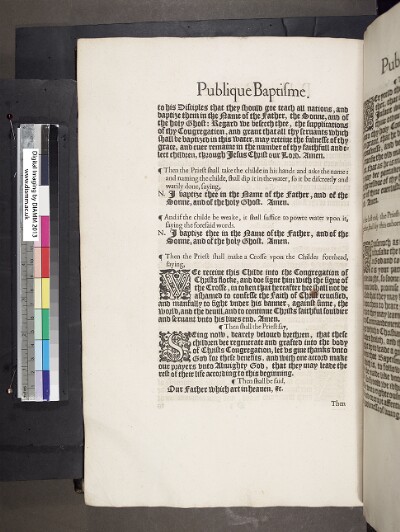 Publique Baptisme.
to his Disciples that they should goe teach all nations, and
baptize them in the Name of the Father, the Sonne, and of
the holy Ghost: Regard we beseech thee, the supplications
of thy Congregation, and grant that all thy seruants which
shall be baptized in this water, may receiue the fulnesse of thy
grace, and euer remaine in the number of thy faithfull and e-
lect children, through Iesus Christ our Lord. Amen.
¶ Then the Priest shall take the childe in his hands and aske the name:
and naming the childe, shall dip it in the water, so it be discreetly and
warily done, saying,
N. I baptize thee in the Name of the Father, and of the
Sonne, and of the holy Ghost. Amen.
¶ And if the childe be weake, it shall suffice to powre water vpon it,
saying the foresaid words.
N. I baptize thee in the Name of the Father, and of the
Sonne, and of the holy Ghost. Amen.
¶ Then the Priest shall make a Crosse vpon the Childes forehead,
saying,
WE receiue this Childe into the Congregation of
Christs flocke, and doe signe him with the signe of
the Crosse, in token that hereafter hee shall not be
ashamed to confesse the Faith of Christ crucified,
and manfully to fight vnder his banner, against sinne, the
world, and the deuill, and to continue Christs faithful souldier
and seruant vnto his liues end. Amen.
¶ Then shall the Priest say,
SEeing now, dearely beloued brethren, that these
children bee regenerate and grafted into the body
of Christs Congregation, let vs giue thanks vnto
God for these benefits, and with one accord make
our prayers vnto Almighty God, that they may leade the
rest of their life according to this beginning.
¶ Then shall be said,
Our Father which art in heauen, &c.
Then
Digital Imaging by DIAMM 2013
www.diamm.ac.uk
Pub